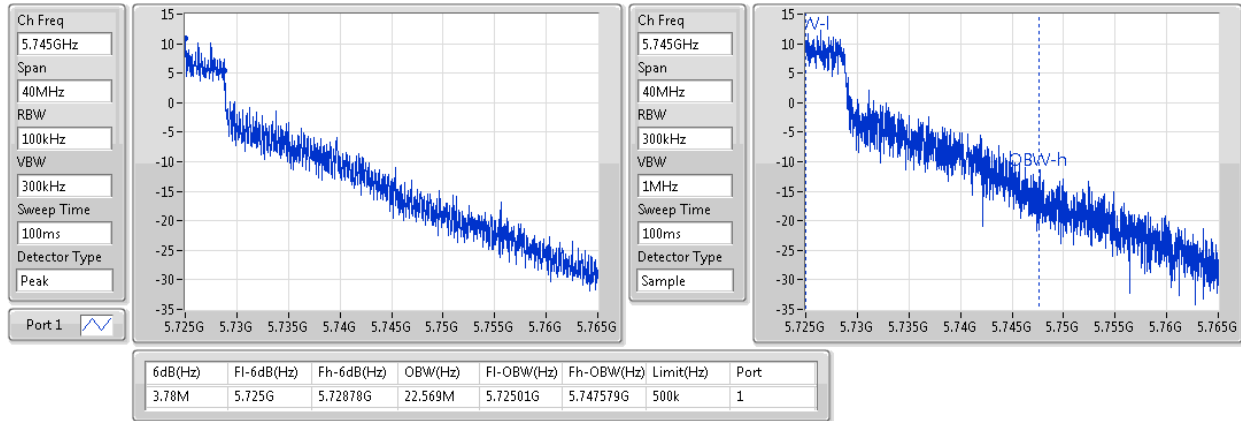 Ch Freq
5.745GHz
Span
40MHz
RBW
100kHz
VBW
300kHz
Sweep Time
100ms
Detector Type
Peak
Port 1
15
10
5
0
-5
-10
-15
-20
-25
-30
-35
5.725G 5.73G 5.735G 5.74G 5.745G 5.75G 5.755G 5.76G 5.765G
Ch Freq
5.745GHz
Span
40MHz
RBW
300kHz
VBW
1MHz
Sweep Time
100ms
Detector Type
Sample
15
10
5
0
-5
-10
-15
-20
-25
-30
-35
W-l
OBW-h
5.725G 5.73G 5.735G 5.74G 5.745G 5.75G 5.755G 5.76G 5.765G
6dB(Hz) Fl-6dB(Hz) Fh-6dB(Hz) OBW(Hz) Fl-OBW(Hz) Fh-OBW(Hz) Limit(Hz) Port
3.78M 5.725G 5.72878G 22.569M 5.72501G 5.747579G 500k 1